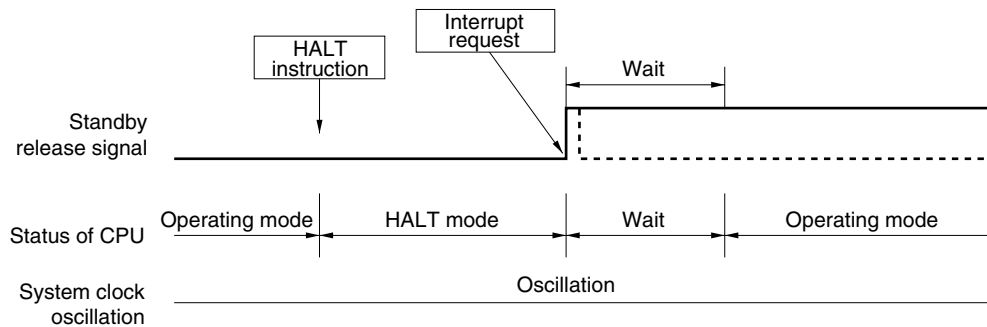 HALT
instruction
Interrupt
request
Wait
Standby
release signal
Status of CPU
Operating mode
HALT mode
Wait
Operating mode
System clock
oscillation
Oscillation